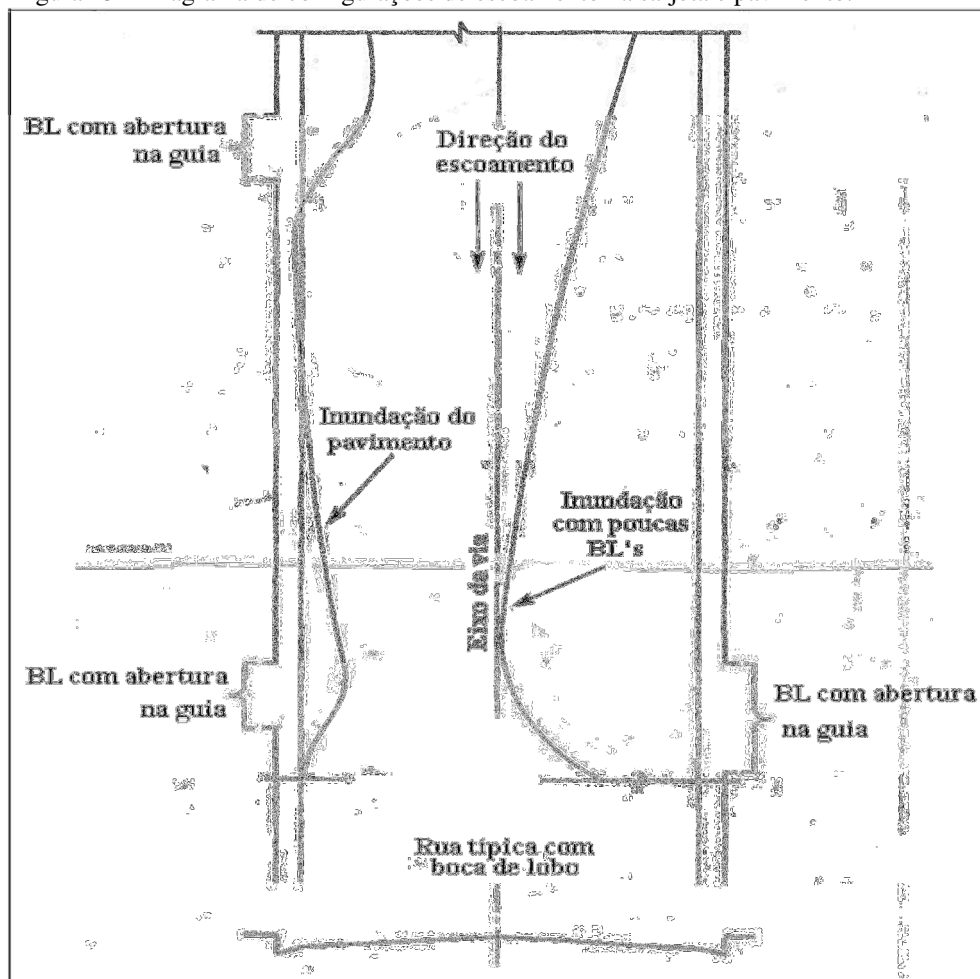 BL com abertura
na guia
Direção do
escoamento
Inundação do
pavimento
Inundação
com poucas
BL's
Eixo da via
BL com abertura
na guia
BL com abertura
na guia
Rua típica com
boca de lobo